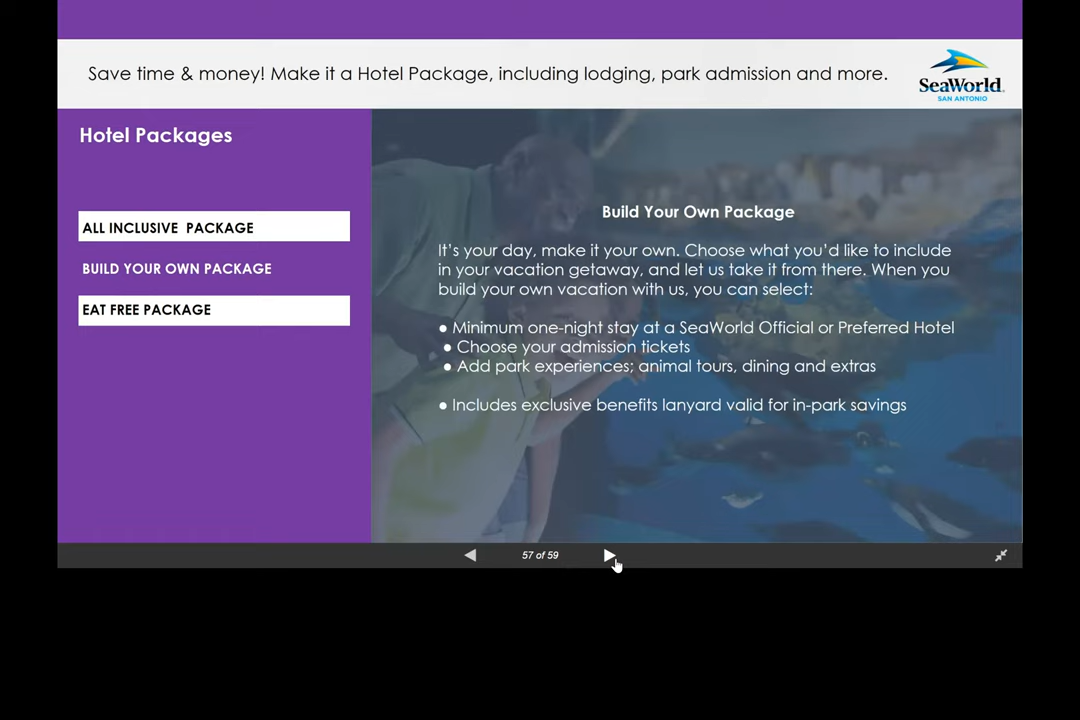 Save time & money! Make it a Hotel Package, including lodging, park admission and more.
SeaWorld
SAN ANTONIO
Hotel Packages
ALL INCLUSIVE  PACKAGE
BUILD YOUR OWN PACKAGE
EAT FREE PACKAGE
Build Your Own Package
It's your day, make it your own. Choose what you'd like to include
in your vacation getaway, and let us take it from there. When you
build your own vacation with us, you can select:
● Minimum one-night stay at a SeaWorld Official or Preferred Hotel
● Choose your admission tickets
● Add park experiences; animal tours, dining and extras
● Includes exclusive benefits lanyard valid for in-park savings
57 of 59